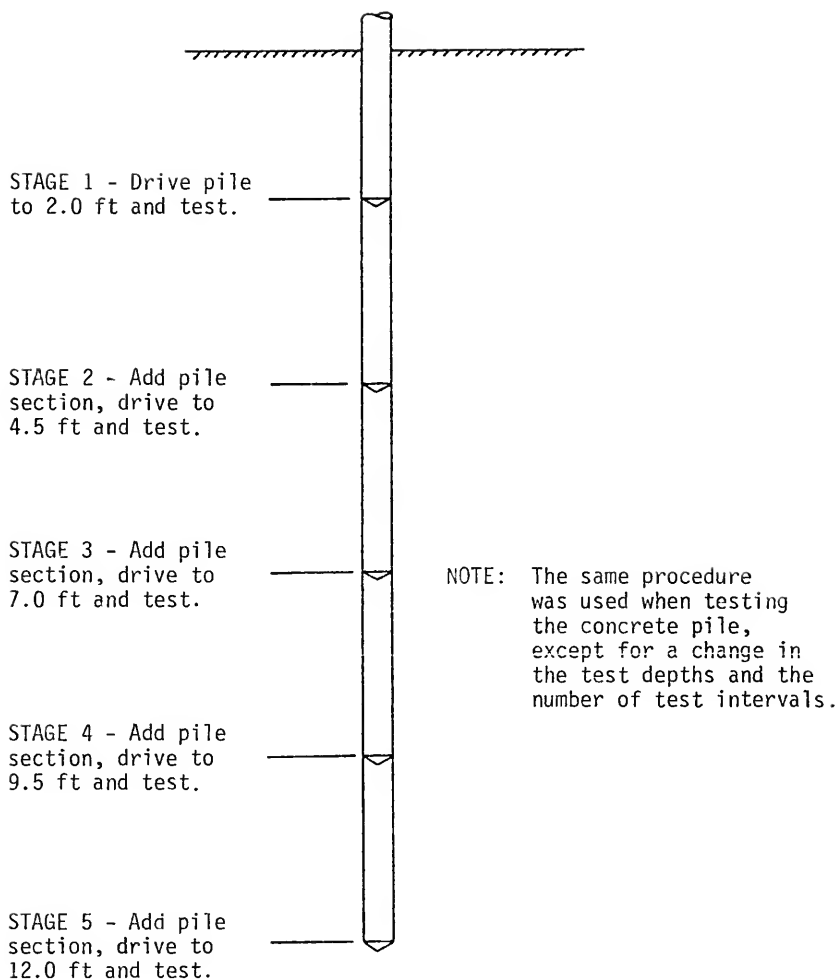 STAGE 1 - Drive pile
to 2.0 ft and test.
STAGE 2 - Add pile
section, drive to
4.5 ft and test.
STAGE 3 - Add pile
section, drive to
7.0 ft and test.
NOTE: The same procedure
was used when testing
the concrete pile,
except for a change in
the test depths and the
number of test intervals.
STAGE 4 - Add pile
section, drive to
9.5 ft and test.
STAGE 5 - Add pile
section, drive to
12.0 ft and test.